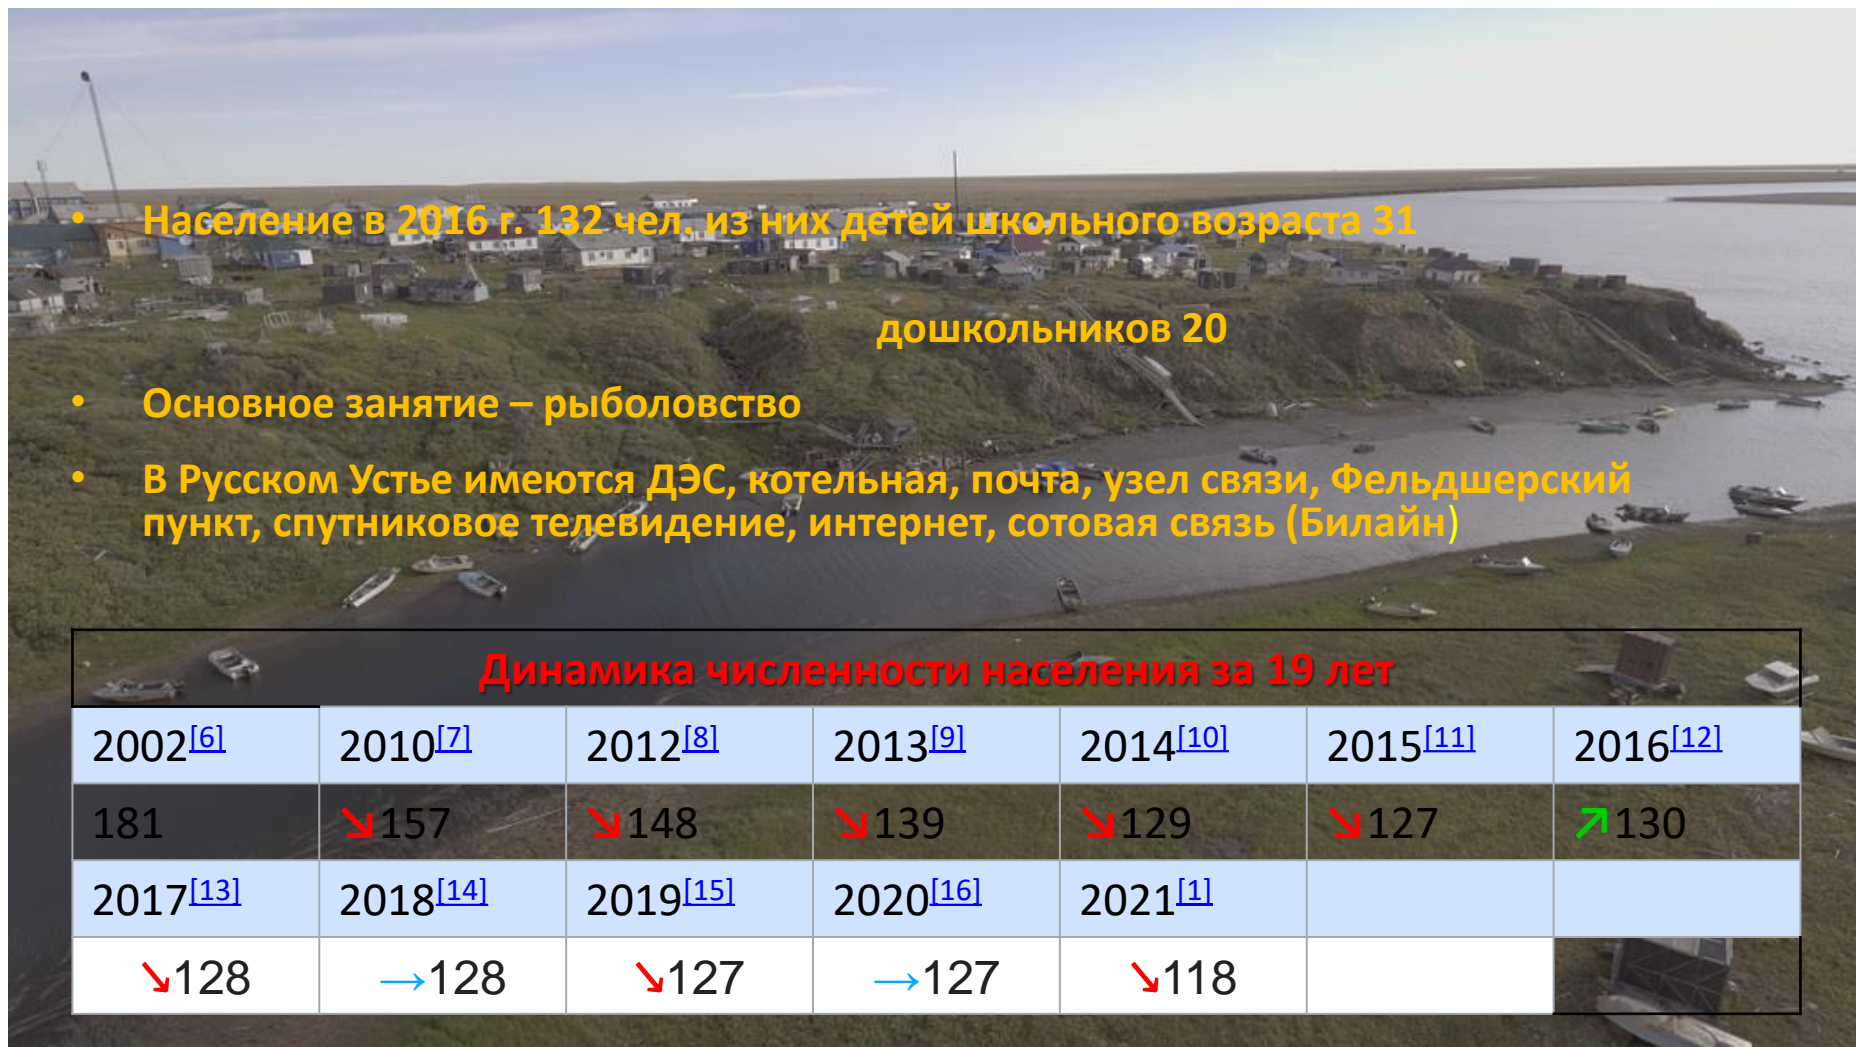 • Население в 2016 г. 132 чел. из них детей школьного возраста 31
дошкольников 20
• Основное занятие – рыболовство
• В Русском Устье имеются ДЭС, котельная, почта, узел связи, Фельдшерский
пункт, спутниковое телевидение, интернет, сотовая связь (Билайн)
Динамика численности населения за 19 лет
2002[6] 2010[7] 2012[8] 2013[9] 2014[10] 2015[11] 2016[12]
181 ↘157 ↘148 ↘139 ↘129 ↘127 ↗130
2017[13] 2018[14] 2019[15] 2020[16] 2021[1]
↘128 →128 ↘127 →127 ↘118